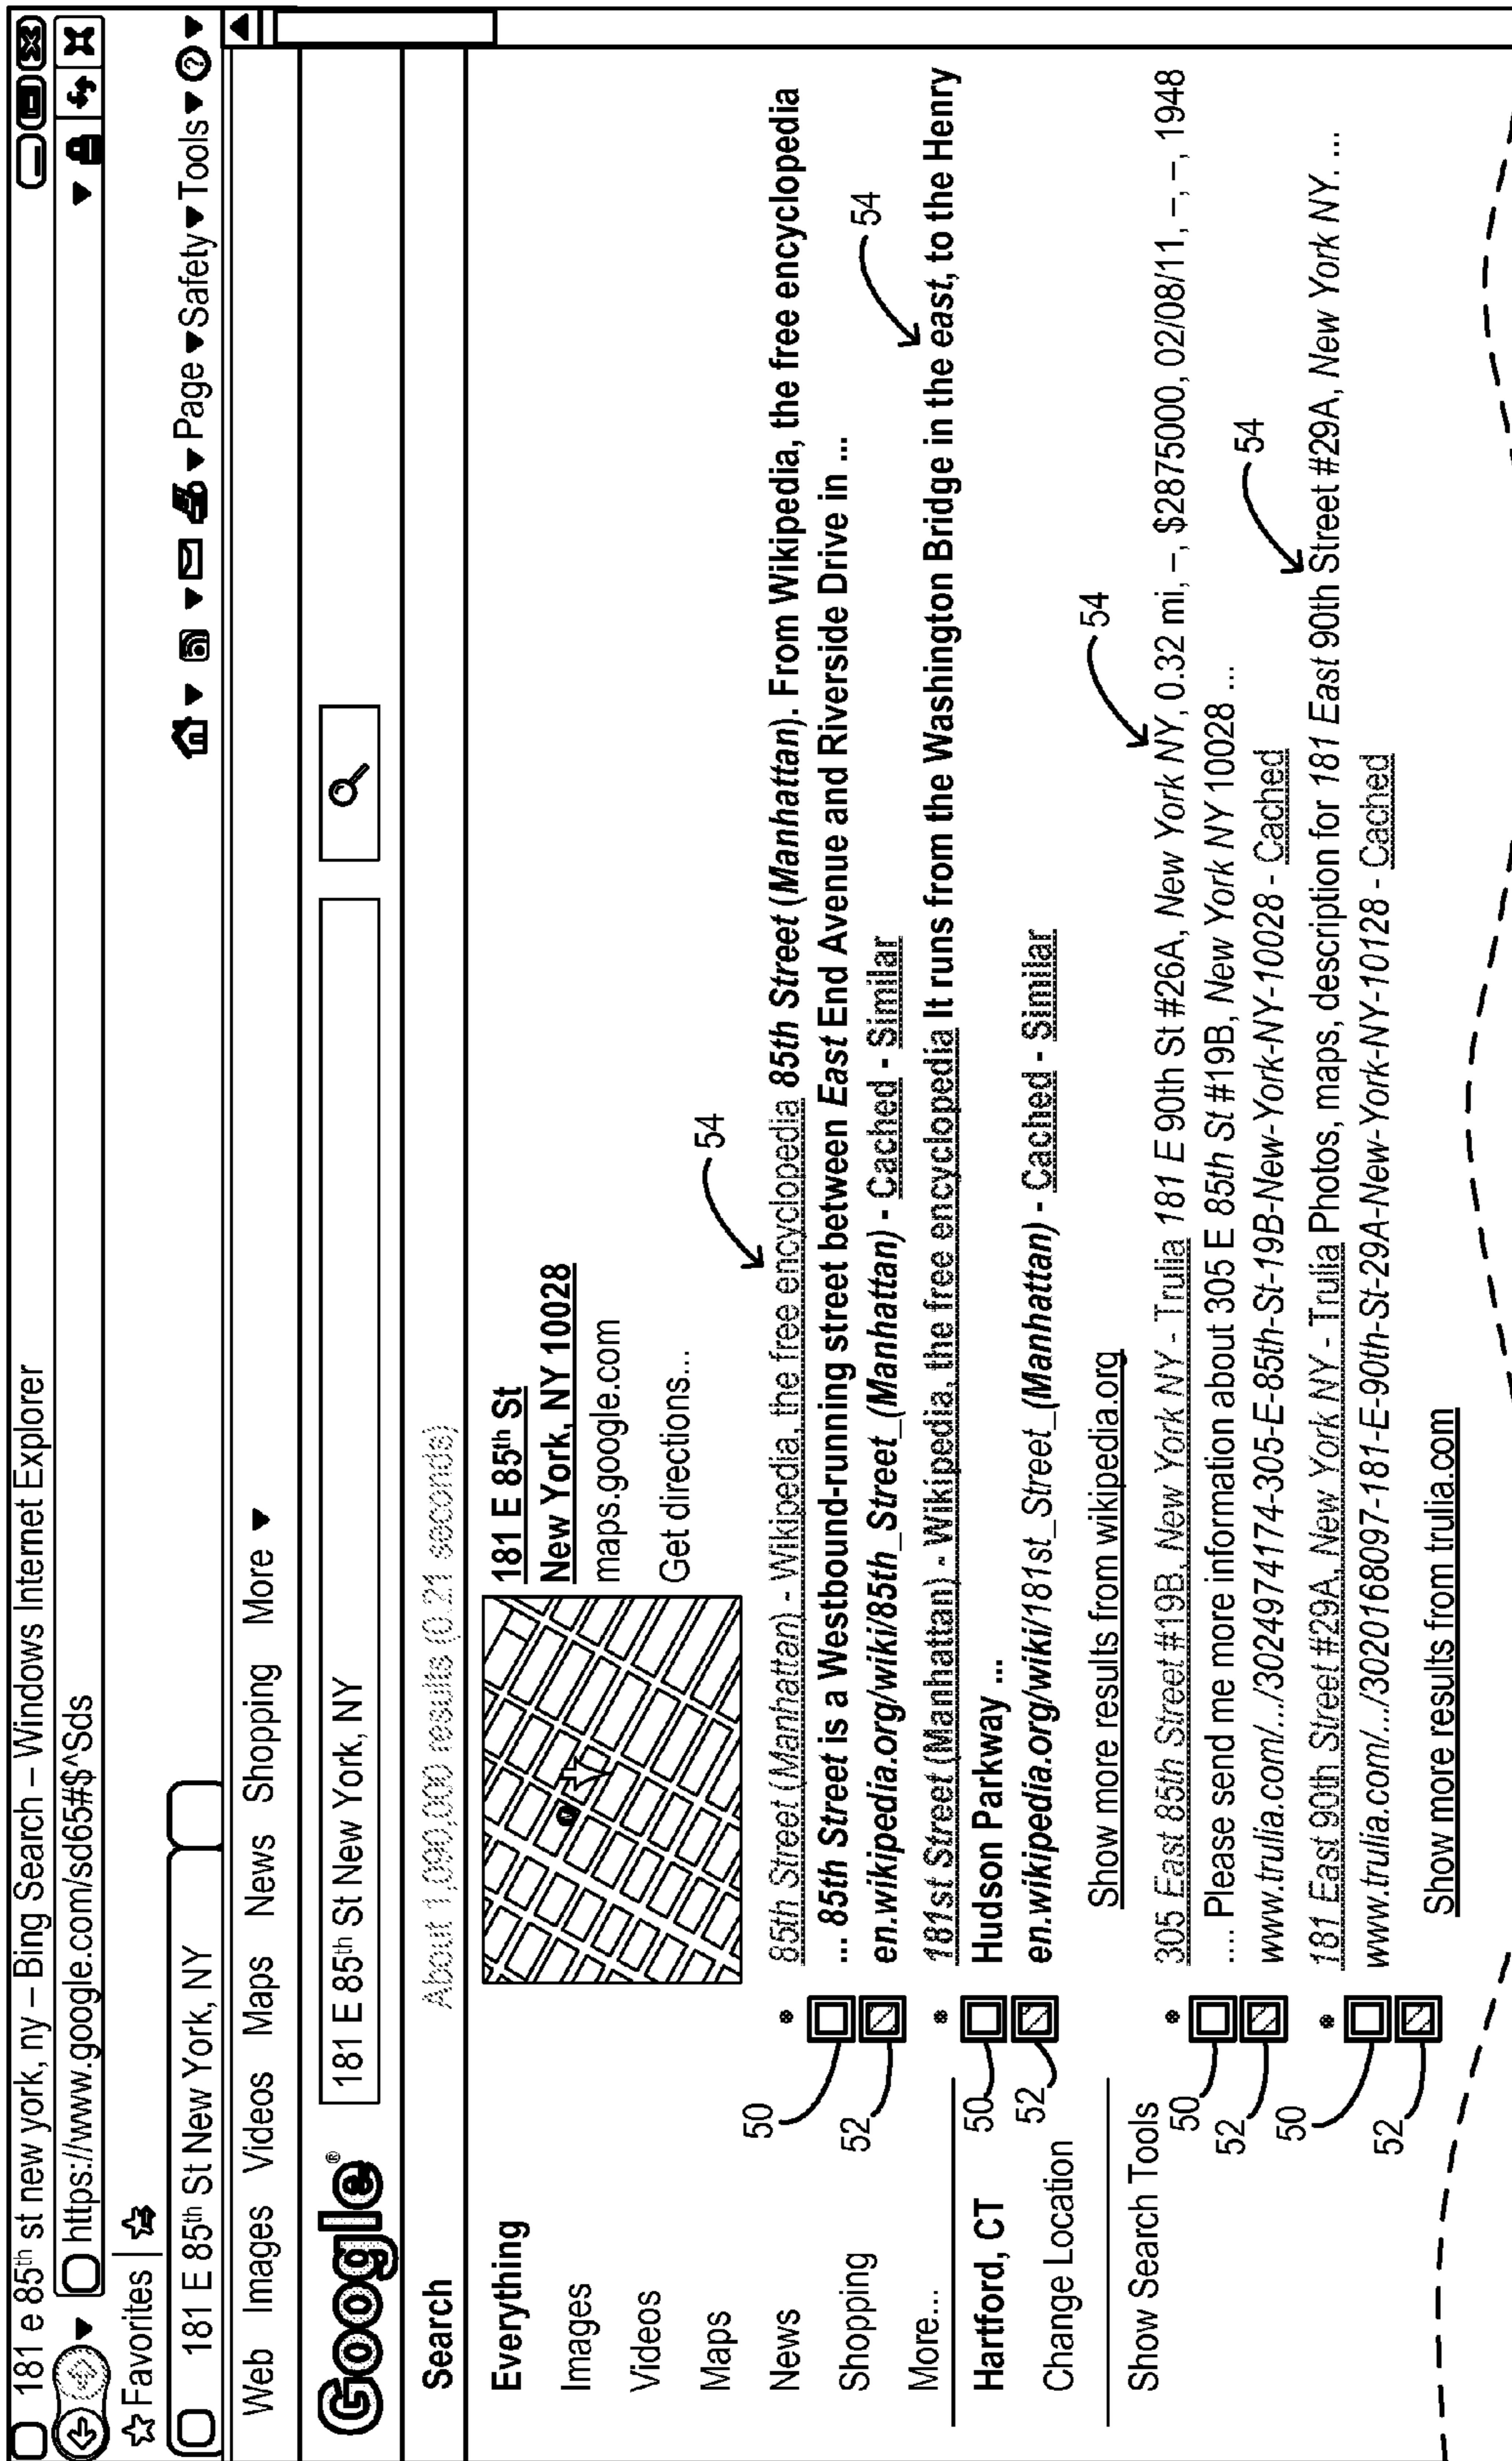 181 e 85th st new york, ny – Bing Search – Windows Internet Explorer
https://www.google.com/sd65#$^Sds
Favorites
181 E 85th St New York, NY
Page Safety Tools ?
Web Images Videos Maps News Shopping More
Google®
181 E 85th St New York, NY
Search
About 1,090,000 results (0.21 seconds)
Everything
Images
Videos
Maps
News
Shopping
More...
Hartford, CT
Change Location
Show Search Tools
181 E 85th St
New York, NY 10028
maps.google.com
Get directions...
54
85th Street (Manhattan) - Wikipedia, the free encyclopedia 85th Street (Manhattan). From Wikipedia, the free encyclopedia
... 85th Street is a Westbound-running street between East End Avenue and Riverside Drive in ...
en.wikipedia.org/wiki/85th_Street_(Manhattan) - Cached - Similar
50
52
54
181st Street (Manhattan) - Wikipedia, the free encyclopedia It runs from the Washington Bridge in the east, to the Henry
Hudson Parkway ...
en.wikipedia.org/wiki/181st_Street_(Manhattan) - Cached - Similar
50
52
Show more results from wikipedia.org
54
305 East 85th Street #19B, New York NY - Trulia 181 E 90th St #26A, New York NY, 0.32 mi, –, $2875000, 02/08/11, –, –, 1948
.... Please send me more information about 305 E 85th St #19B, New York NY 10028 ...
www.trulia.com/.../3024974174-305-E-85th-St-19B-New-York-NY-10028 - Cached
50
52
54
181 East 90th Street #29A, New York NY - Trulia Photos, maps, description for 181 East 90th Street #29A, New York NY. ...
www.trulia.com/.../3020168097-181-E-90th-St-29A-New-York-NY-10128 - Cached
50
52
Show more results from trulia.com